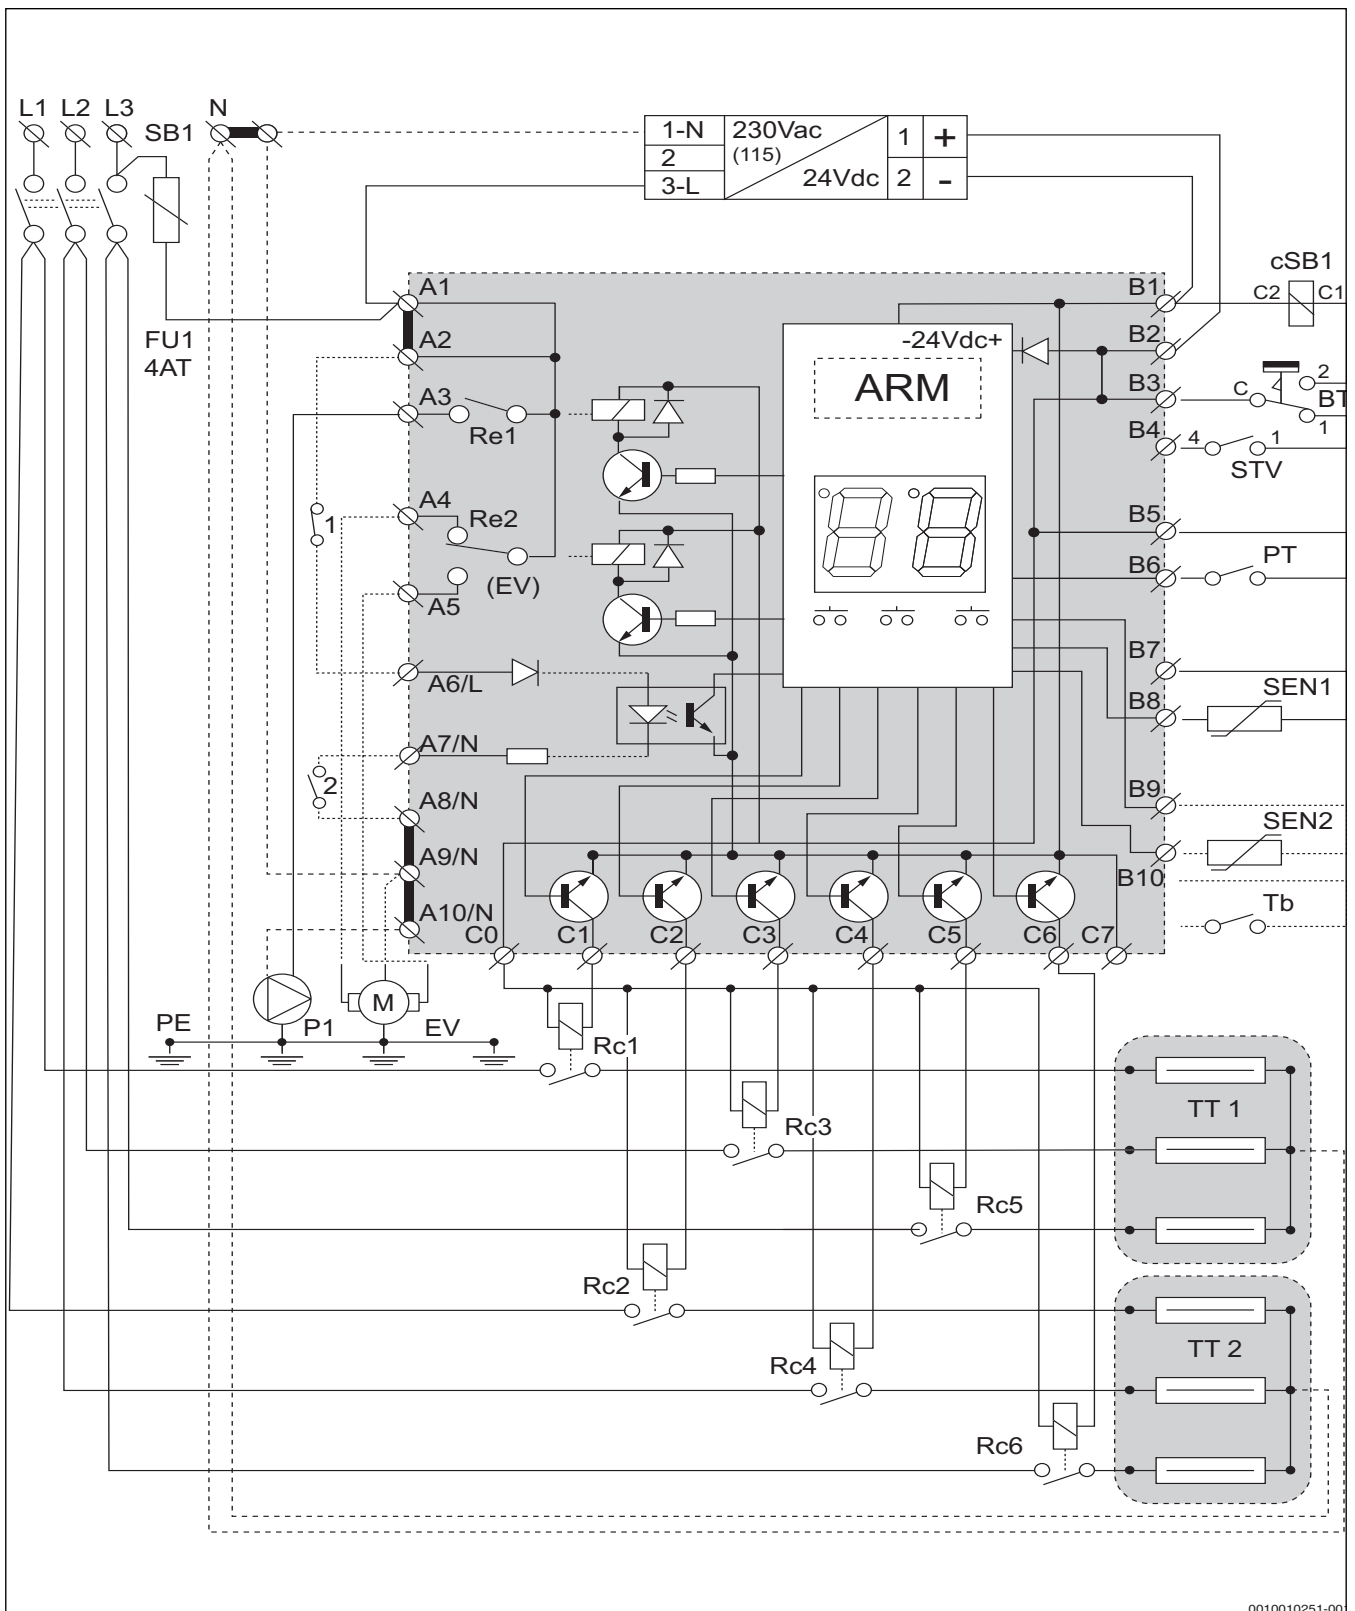 L1 L2 L3 SB1 N
1-N 230Vac 1 +
2 (115)
3-L 24Vdc 2 -
cSB1
C2 C1
A1 B1
FU1
4AT
A2 -24Vdc+ B2
ARM
A3 B3 C 2
BT
1
Re1 B4 4 1
STV
A4 Re2 B5
1 PT
(EV) B6
A5
B7
A6/L SEN1
B8
A7/N
2 B9
A8/N SEN2
A9/N B10
A10/N Tb
C0 C1 C2 C3 C4 C5 C6 C7
M
PE P1 EV
Rc1
TT 1
Rc3
Rc5
Rc2
TT 2
Rc4
Rc6